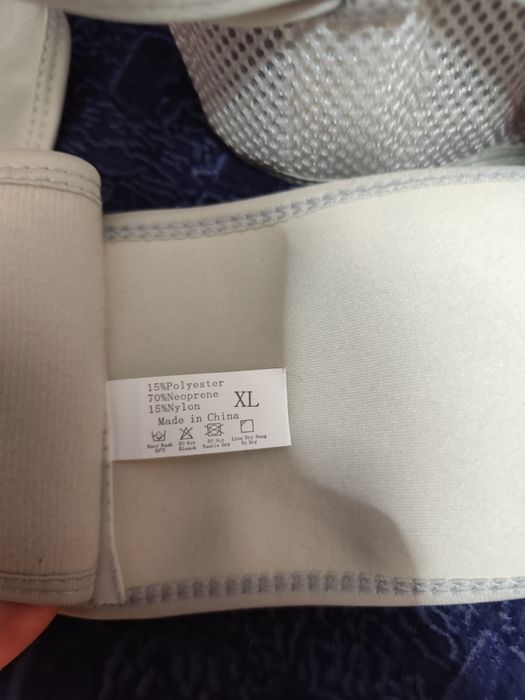 15%Polyester
70%Neoprene
15%Nylon
XL
Made in China
Hand Wash
30°C
DO Not
Bleach
DO Not
Tumble Dry
Line Dry Hang
To Dry